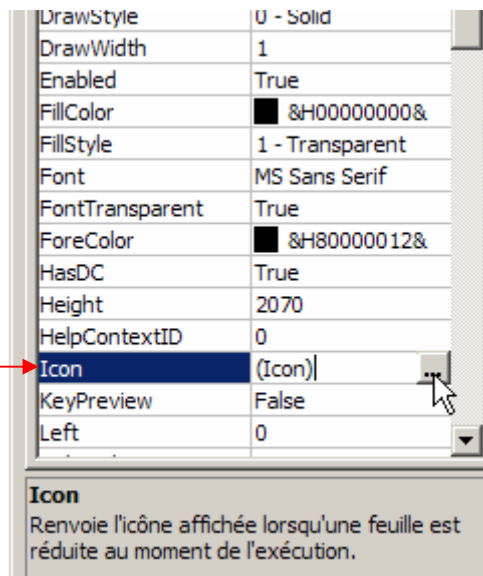 DrawStyle 0 - Solid
DrawWidth 1
Enabled True
FillColor &H00000000&
FillStyle 1 - Transparent
Font MS Sans Serif
FontTransparent True
ForeColor &H80000012&
HasDC True
Height 2070
HelpContextID 0
Icon (Icon) ...
KeyPreview False
Left 0
Icon
Renvoie l'icône affichée lorsqu'une feuille est
réduite au moment de l'exécution.